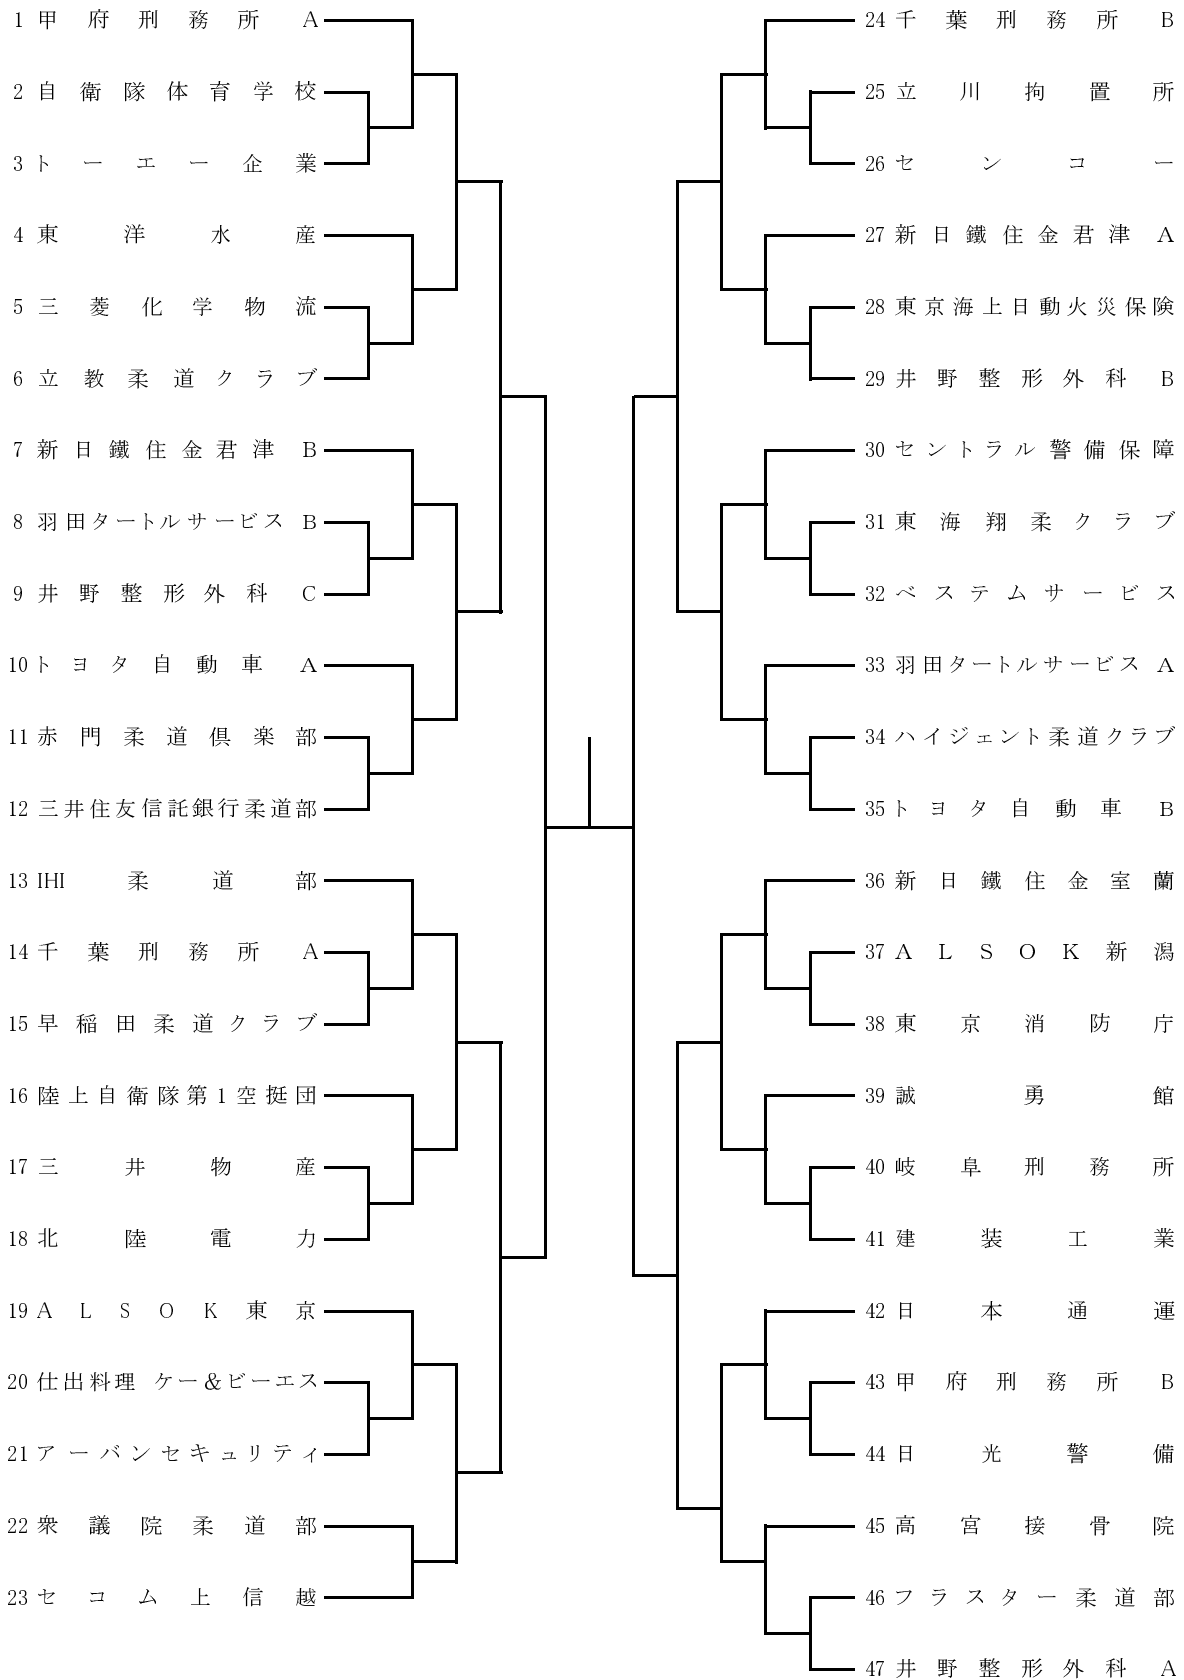 1 甲府刑務所 A
2 自衛隊体育学校
3 トーエー企業
4 東洋水産
5 三菱化学物流
6 立教柔道クラブ
7 新日鐵住金君津 B
8 羽田タートルサービス B
9 井野整形外科 C
10 トヨタ自動車 A
11 赤門柔道倶楽部
12 三井住友信託銀行柔道部
13 IHI 柔道部
14 千葉刑務所 A
15 早稲田柔道クラブ
16 陸上自衛隊第1空挺団
17 三井物産
18 北陸電力
19 ALSOK東京
20 仕出料理 ケー&ビーエス
21 アーバンセキュリティ
22 衆議院柔道部
23 セコム上信越
24 千葉刑務所 B
25 立川拘置所
26 センコー
27 新日鐵住金君津 A
28 東京海上日動火災保険
29 井野整形外科 B
30 セントラル警備保障
31 東海翔柔クラブ
32 ベステムサービス
33 羽田タートルサービス A
34 ハイジェント柔道クラブ
35 トヨタ自動車 B
36 新日鐵住金室蘭
37 ALSOK新潟
38 東京消防庁
39 誠勇館
40 岐阜刑務所
41 建装工業
42 日本通運
43 甲府刑務所 B
44 日光警備
45 高宮接骨院
46 フラスター柔道部
47 井野整形外科 A